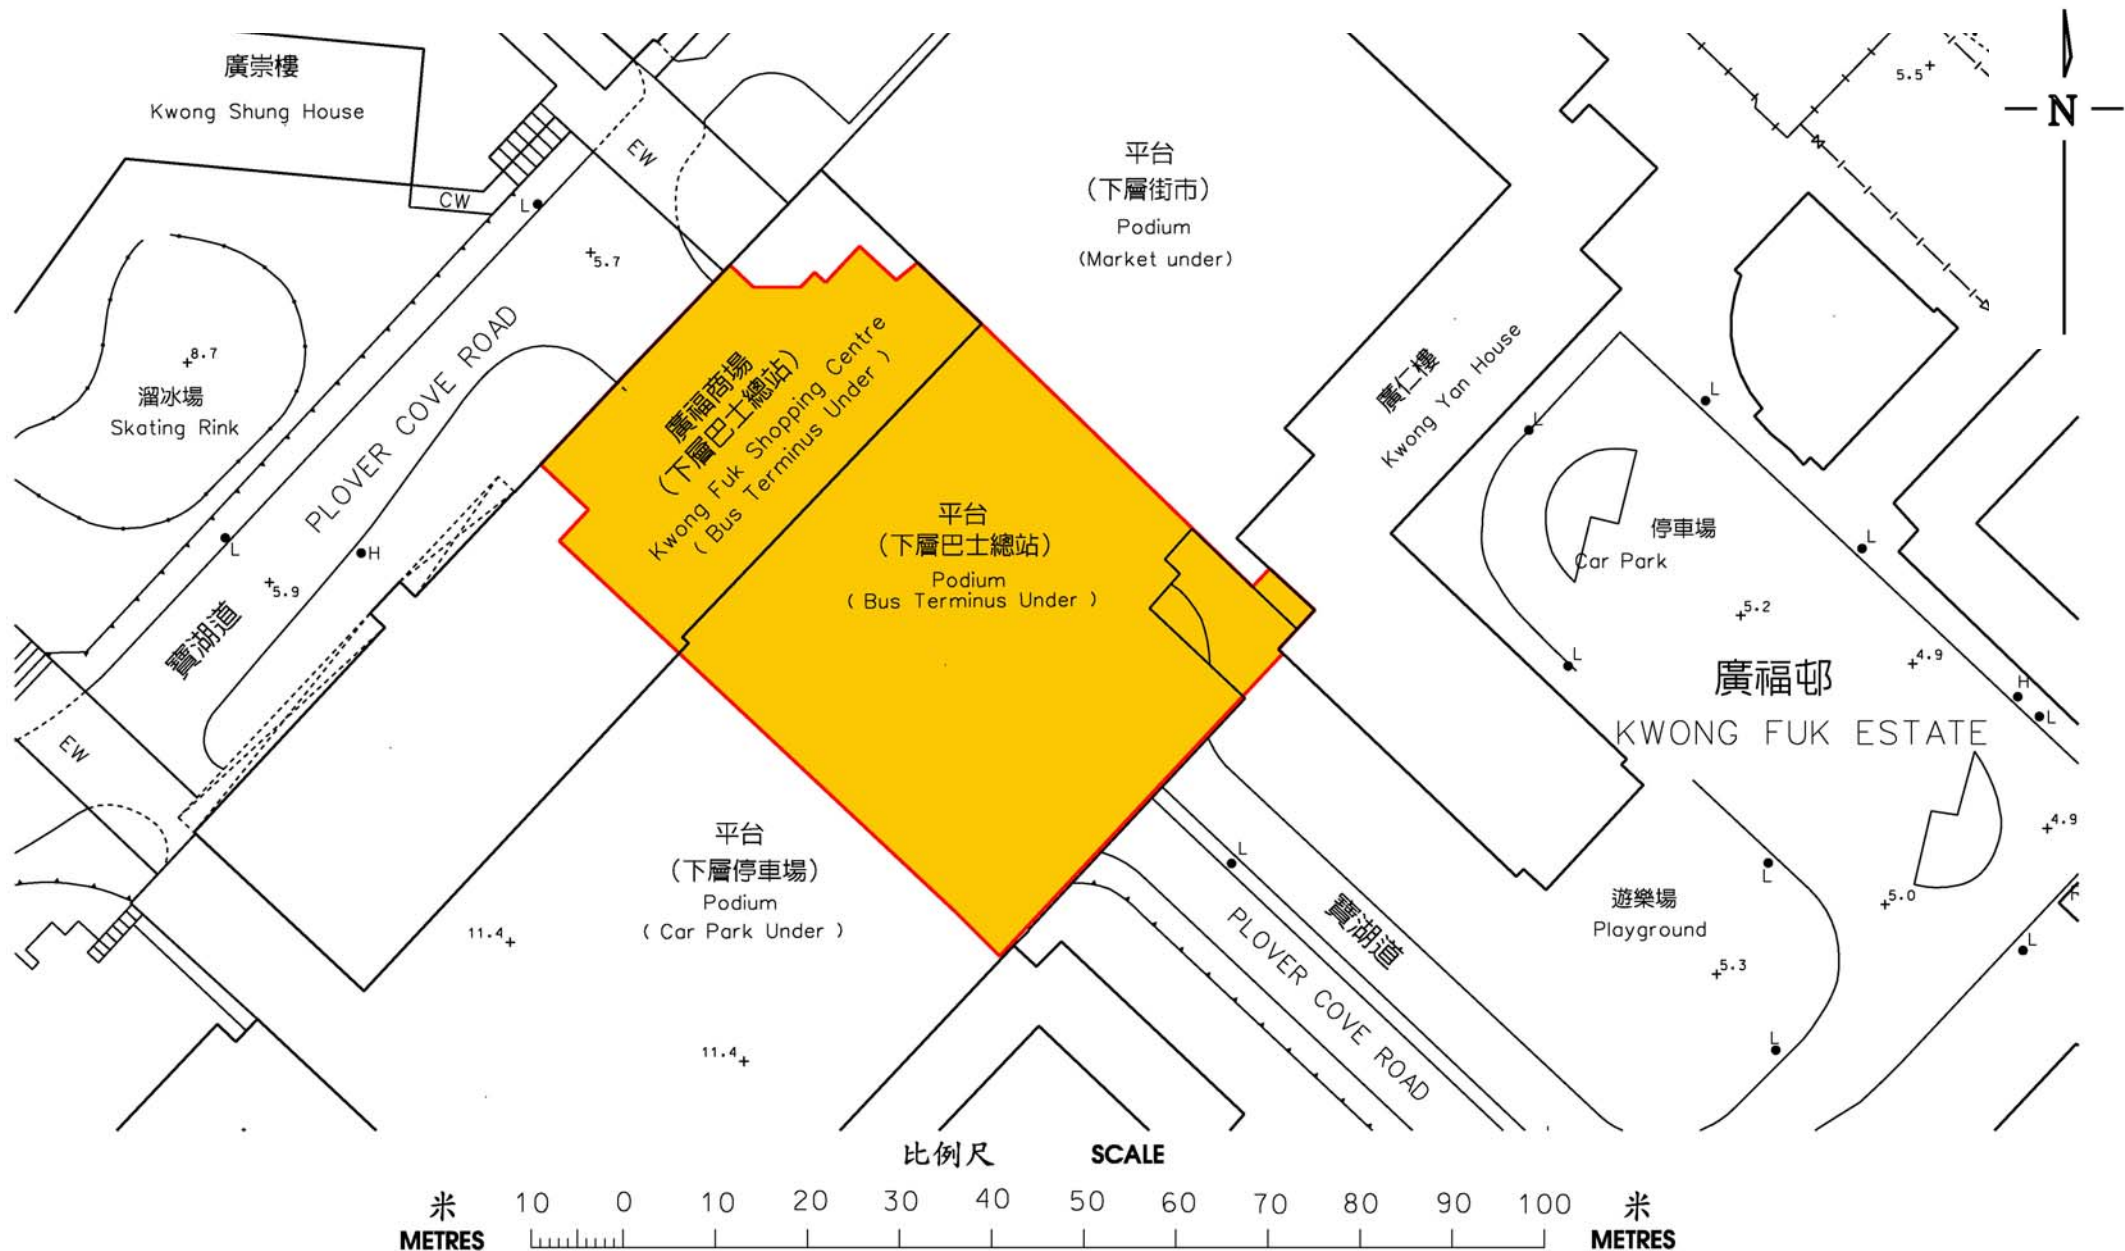 廣崇樓
Kwong Shung House
CW
L
EW
5.7
8.7
溜冰場
Skating Rink
PLOVER COVE ROAD
L
H
5.9
寶湖道
EW
平台
（下層街市）
Podium
(Market under)
5.5
N
廣福商場
（下層巴士總站）
Kwong Fuk Shopping Centre
( Bus Terminus Under )
平台
（下層巴士總站）
Podium
( Bus Terminus Under )
廣仁樓
Kwong Yan House
L
L
L
停車場
Car Park
5.2
L
4.9
廣福邨
KWONG FUK ESTATE
H
L
4.9
平台
（下層停車場）
Podium
( Car Park Under )
11.4
11.4
L
寶湖道
PLOVER COVE ROAD
L
遊樂場
Playground
5.0
5.3
L
L
比例尺 SCALE
米 10 0 10 20 30 40 50 60 70 80 90 100 米
METRES METRES